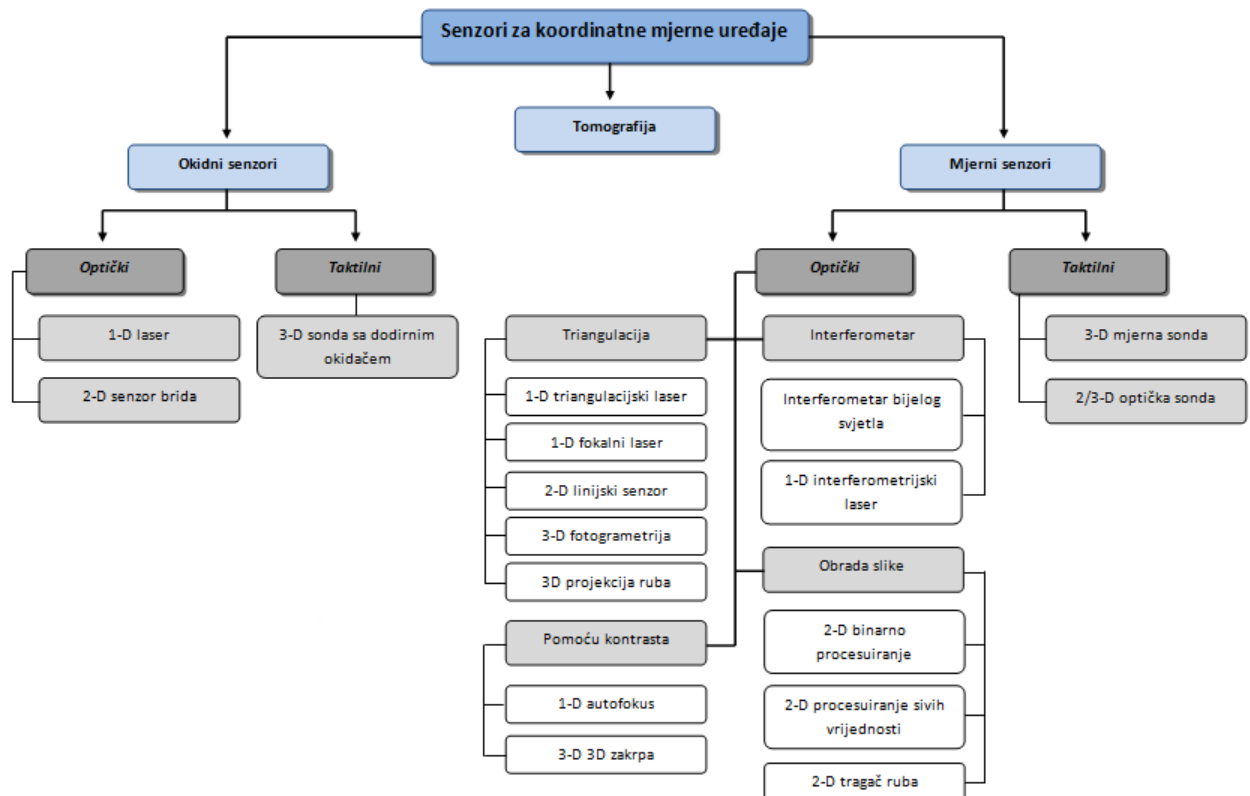 Senzori za koordinatne mjerne uređaje
Tomografija
Okidni senzori
Mjerni senzori
Optički
Taktilni
Optički
Taktilni
1-D laser
2-D senzor brida
3-D sonda sa dodirnim
okidačem
Triangulacija
1-D triangulacijski laser
1-D fokalni laser
2-D linijski senzor
3-D fotogrametrija
3D projekcija ruba
Pomoću kontrasta
1-D autofokus
3-D 3D zakrpa
Interferometar
Interferometar bijelog
svjetla
1-D interferometrijski
laser
Obrada slike
2-D binarno
procesuiranje
2-D procesuiranje sivih
vrijednosti
2-D tragač ruba
3-D mjerna sonda
2/3-D optička sonda